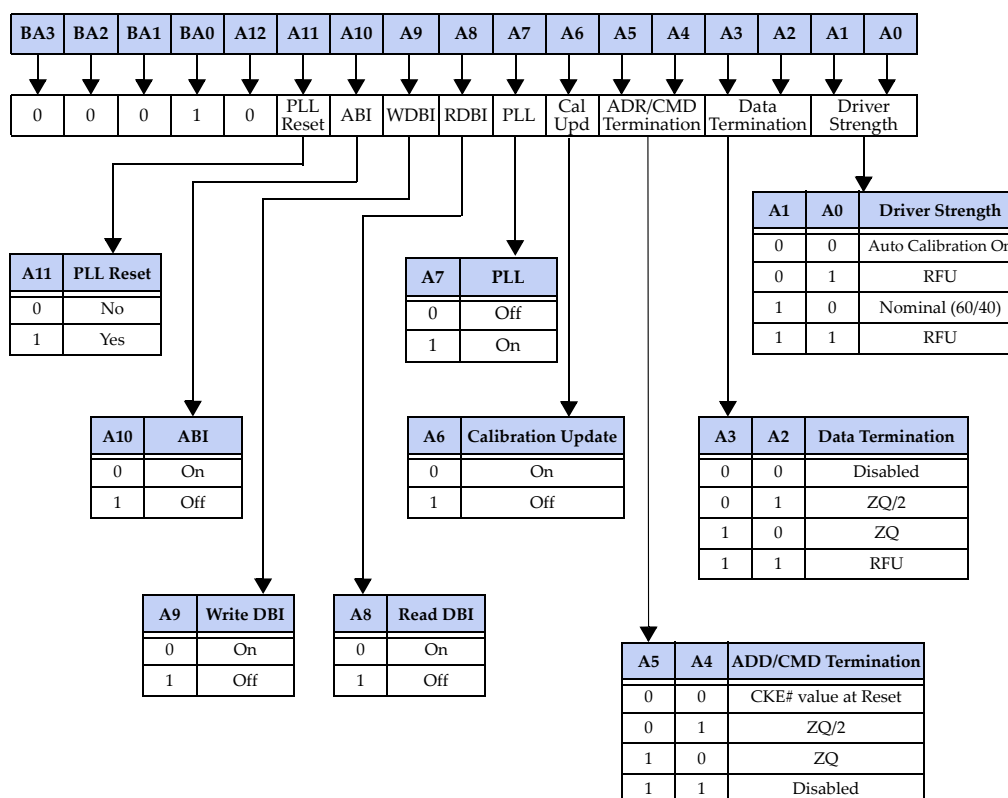 BA3 BA2 BA1 BA0 A12 A11 A10 A9 A8 A7 A6 A5 A4 A3 A2 A1 A0
0 0 0 1 0 PLL Reset ABI WDBI RDBI PLL Cal Upd ADR/CMD Termination Data Termination Driver Strength
A1 A0 Driver Strength
0 0 Auto Calibration On
0 1 RFU
1 0 Nominal (60/40)
1 1 RFU
A11 PLL Reset
0 No
1 Yes
A7 PLL
0 Off
1 On
A10 ABI
0 On
1 Off
A6 Calibration Update
0 On
1 Off
A3 A2 Data Termination
0 0 Disabled
0 1 ZQ/2
1 0 ZQ
1 1 RFU
A9 Write DBI
0 On
1 Off
A8 Read DBI
0 On
1 Off
A5 A4 ADD/CMD Termination
0 0 CKE# value at Reset
0 1 ZQ/2
1 0 ZQ
1 1 Disabled